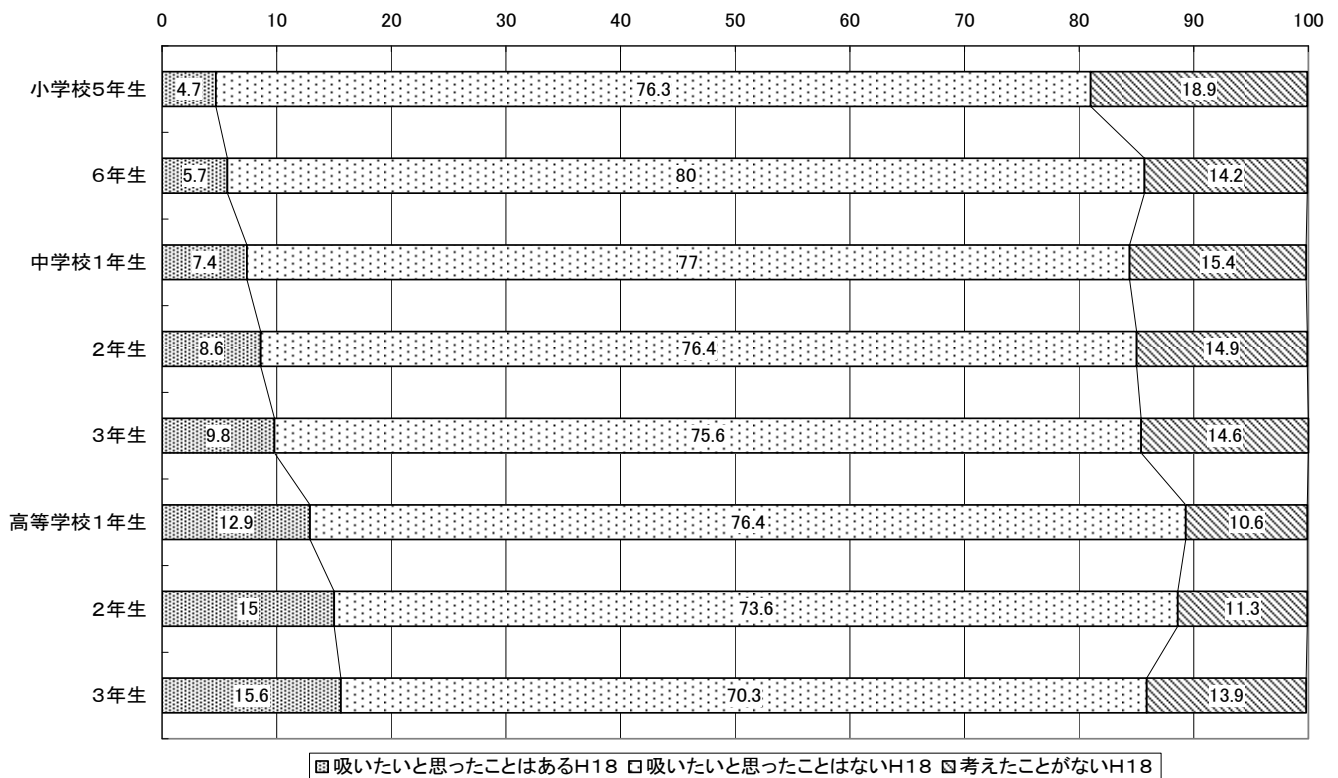 0 10 20 30 40 50 60 70 80 90 100
小学校5年生 4.7 76.3 18.9
6年生 5.7 80 14.2
中学校1年生 7.4 77 15.4
2年生 8.6 76.4 14.9
3年生 9.8 75.6 14.6
高等学校1年生 12.9 76.4 10.6
2年生 15 73.6 11.3
3年生 15.6 70.3 13.9
吸いたいと思ったことはあるH18 吸いたいと思ったことはないH18 考えたことがないH18